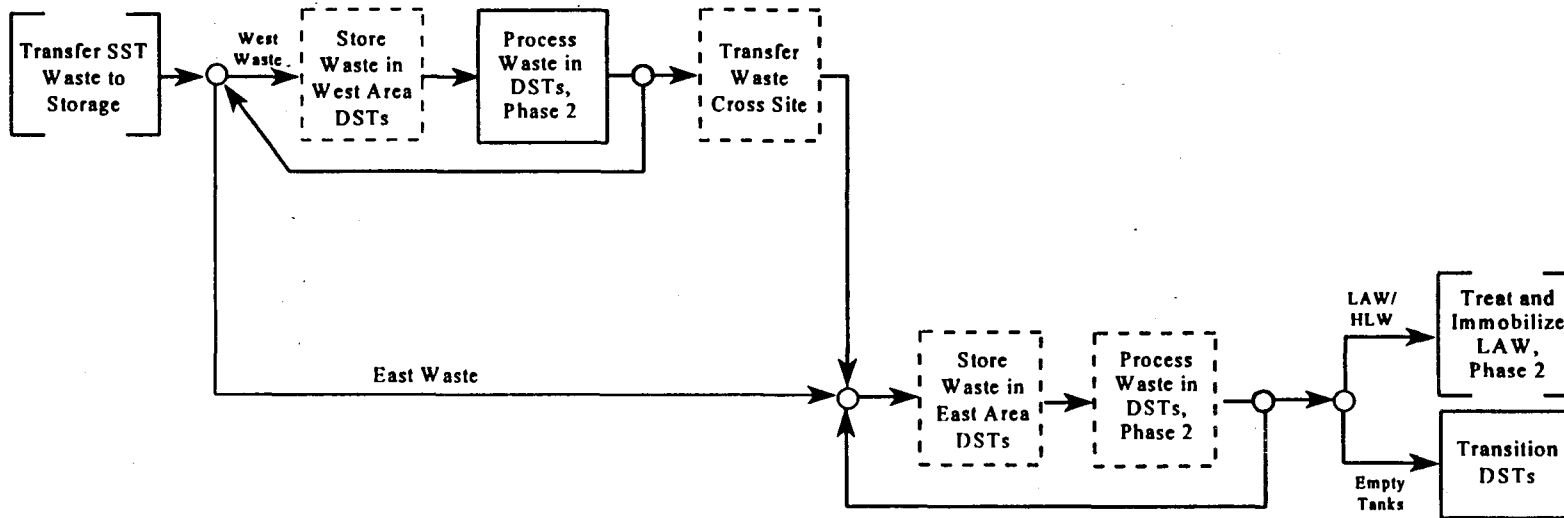 Transfer SST
Waste to
Storage
West
Waste
Store
Waste in
West Area
DSTs
Process
Waste in
DSTs,
Phase 2
Transfer
Waste
Cross Site
East Waste
Store
Waste in
East Area
DSTs
Process
Waste in
DSTs,
Phase 2
LAW/
HLW
Treat and
Immobilize
LAW,
Phase 2
Empty
Tanks
Transition
DSTs